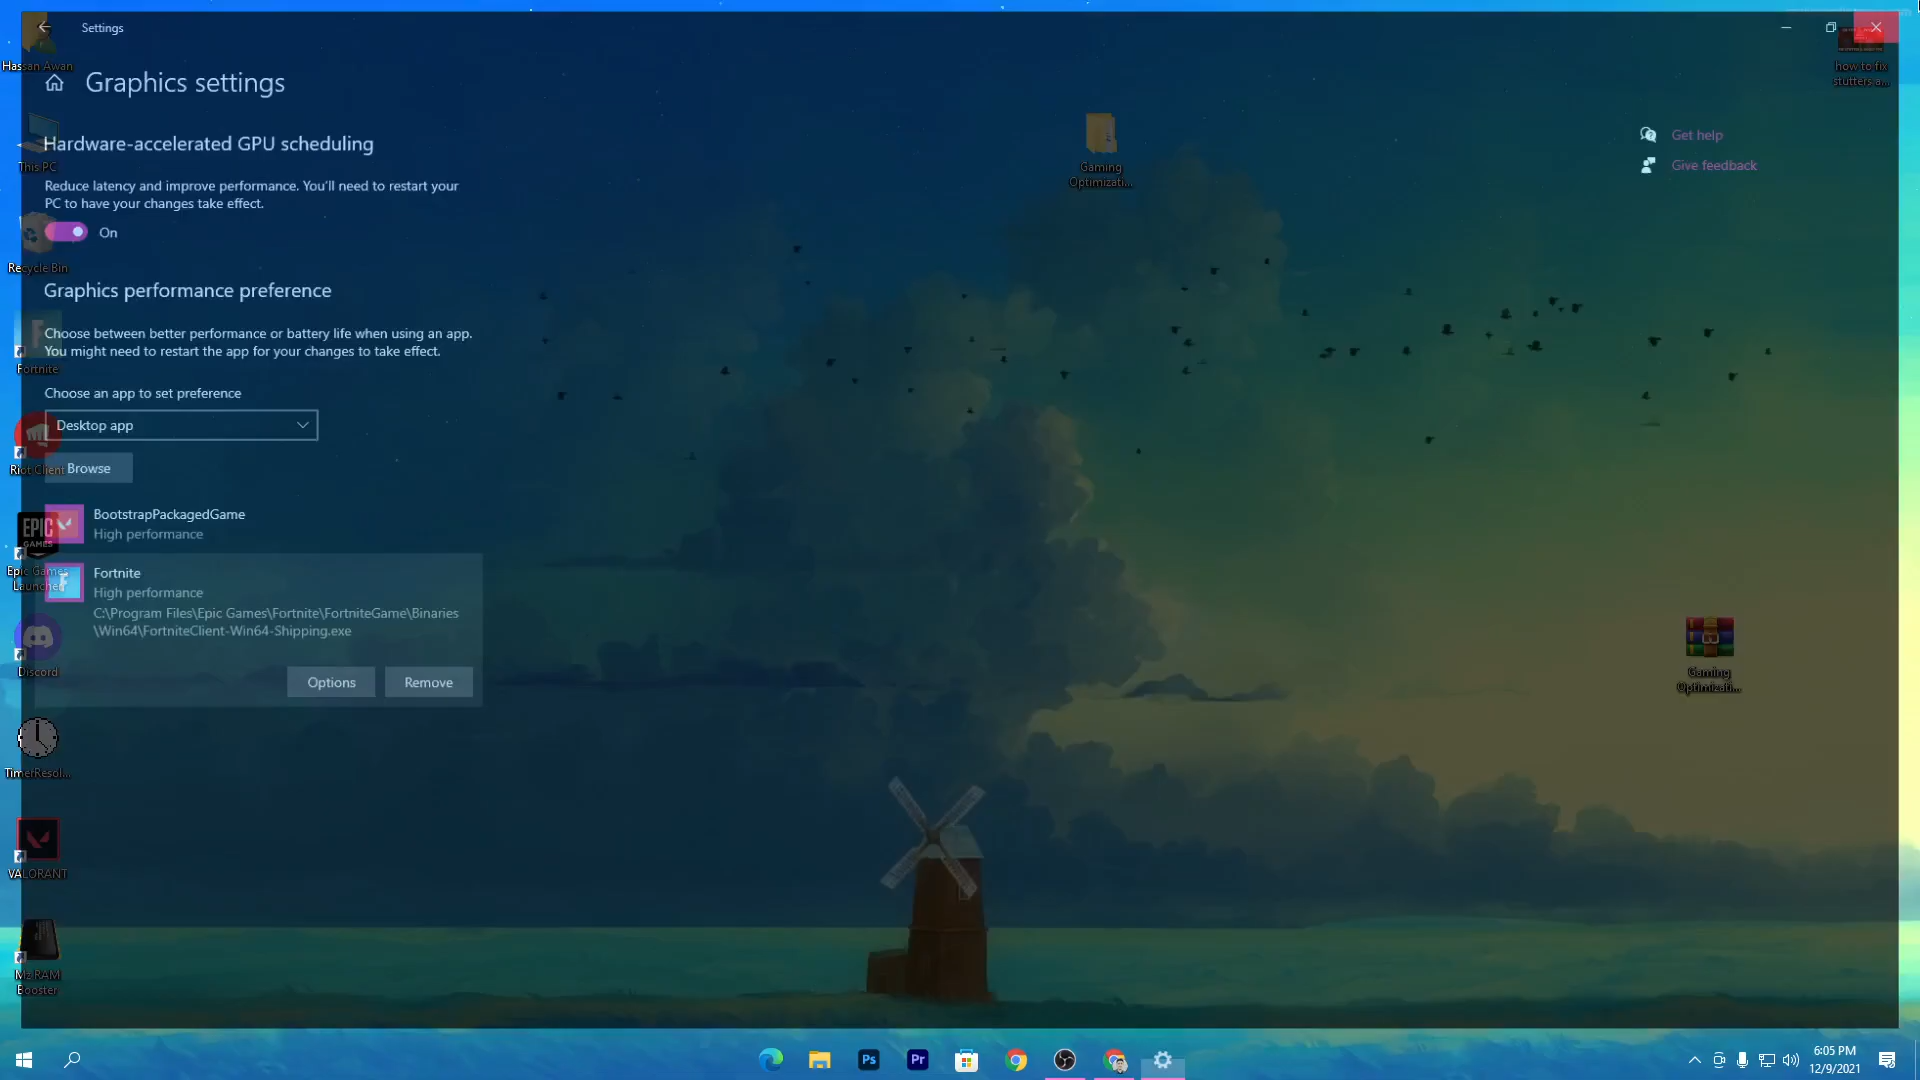 Settings
Graphics settings
Hardware-accelerated GPU scheduling
Reduce latency and improve performance. You'll need to restart your
PC to have your changes take effect.
On
Graphics performance preference
Choose between better performance or battery life when using an app.
You might need to restart the app for your changes to take effect.
Choose an app to set preference
Desktop app
Browse
BootstrapPackagedGame
High performance
Fortnite
High performance
C:\Program Files\Epic Games\Fortnite\FortniteGame\Binaries
\Win64\FortniteClient-Win64-Shipping.exe
Options
Remove
Get help
Give feedback
Hassan Awan
This PC
Recycle Bin
Fortnite
Riot Client
EPIC
GAMES
Epic Games
Launcher
Discord
TimerResol...
VALORANT
Mz RAM
Booster
Gaming
Optimizati...
how to fix
stutters a...
Gaming
Optimizati...
Ps
Pr
6:05 PM
12/9/2021